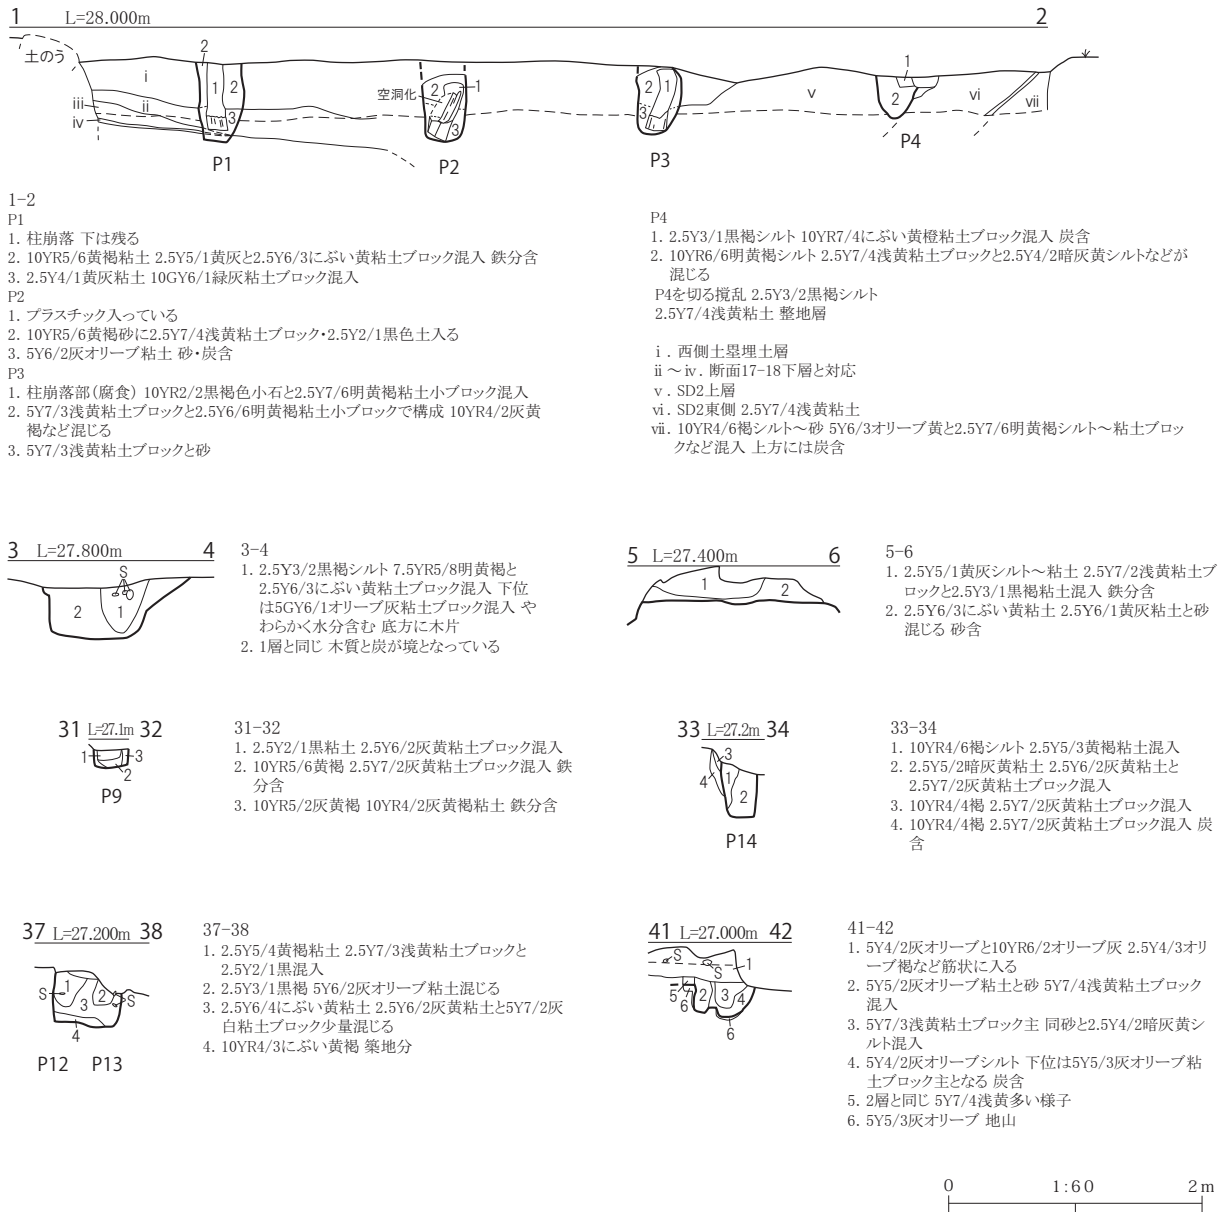 1 L=28.000m 2
土のう
i
ii
iii
iv
2
1 2
3
P1
空洞化
2 1
3
P2
2 1
3
P3
v
1
2
P4
vi
vii
1-2
P1
1. 柱崩落 下は残る
2. 10YR5/6黄褐粘土 2.5Y5/1黄灰と2.5Y6/3にぶい黄粘土ブロック混入 鉄分含
3. 2.5Y4/1黄灰粘土 10GY6/1緑灰粘土ブロック混入
P2
1. プラスチック入っている
2. 10YR5/6黄褐砂に2.5Y7/4浅黄粘土ブロック・2.5Y2/1黒色土入る
3. 5Y6/2灰オリーブ粘土 砂・炭含
P3
1. 柱崩落部(腐食) 10YR2/2黒褐色小石と2.5Y7/6明黄褐粘土小ブロック混入
2. 5Y7/3浅黄粘土ブロックと2.5Y6/6明黄褐粘土小ブロックで構成 10YR4/2灰黄
褐など混じる
3. 5Y7/3浅黄粘土ブロックと砂
P4
1. 2.5Y3/1黒褐シルト 10YR7/4にぶい黄橙粘土ブロック混入 炭含
2. 10YR6/6明黄褐シルト 2.5Y7/4浅黄粘土ブロックと2.5Y4/2暗灰黄シルトなどが
混じる
P4を切る撹乱 2.5Y3/2黒褐シルト
2.5Y7/4浅黄粘土 整地層
ⅰ. 西側土塁埋土層
ⅱ~ⅳ. 断面17-18下層と対応
ⅴ. SD2上層
ⅵ. SD2東側 2.5Y7/4浅黄粘土
ⅶ. 10YR4/6褐シルト~砂 5Y6/3オリーブ黄と2.5Y7/6明黄褐シルト~粘土ブロッ
クなど混入 上方には炭含
3 L=27.800m 4
S
2 1
3-4
1. 2.5Y3/2黒褐シルト 7.5YR5/8明黄褐と
2.5Y6/3にぶい黄粘土ブロック混入 下位
は5GY6/1オリーブ灰粘土ブロック混入 や
わらかく水分含む 底方に木片
2. 1層と同じ 木質と炭が境となっている
5 L=27.400m 6
1 2
5-6
1. 2.5Y5/1黄灰シルト~粘土 2.5Y7/2浅黄粘土ブ
ロックと2.5Y3/1黒褐粘土混入 鉄分含
2. 2.5Y6/3にぶい黄粘土 2.5Y6/1黄灰粘土と砂
混じる 砂含
31 L=27.1m 32
1 3
2
P9
31-32
1. 2.5Y2/1黒粘土 2.5Y6/2灰黄粘土ブロック混入
2. 10YR5/6黄褐 2.5Y7/2灰黄粘土ブロック混入 鉄
分含
3. 10YR5/2灰黄褐 10YR4/2灰黄褐粘土 鉄分含
33 L=27.2m 34
3
4 1
2
P14
33-34
1. 10YR4/6褐シルト 2.5Y5/3黄褐粘土混入
2. 2.5Y5/2暗灰黄粘土 2.5Y6/2灰黄粘土と
2.5Y7/2灰黄粘土ブロック混入
3. 10YR4/4褐 2.5Y7/2灰黄粘土ブロック混入
4. 10YR4/4褐 2.5Y7/2灰黄粘土ブロック混入 炭
含
37 L=27.200m 38
S 1 2 S
3
4
P12 P13
37-38
1. 2.5Y5/4黄褐粘土 2.5Y7/3浅黄粘土ブロックと
2.5Y2/1黒混入
2. 2.5Y3/1黒褐 5Y6/2灰オリーブ粘土混じる
3. 2.5Y6/4にぶい黄粘土 2.5Y6/2灰黄粘土と5Y7/2灰
白粘土ブロック少量混じる
4. 10YR4/3にぶい黄褐 築地分
41 L=27.000m 42
S
S 1
5 2 3 4
6
6
41-42
1. 5Y4/2灰オリーブと10YR6/2オリーブ灰 2.5Y4/3オリ
ーブ褐など筋状に入る
2. 5Y5/2灰オリーブ粘土と砂 5Y7/4浅黄粘土ブロック
混入
3. 5Y7/3浅黄粘土ブロック主 同砂と2.5Y4/2暗灰黄シ
ルト混入
4. 5Y4/2灰オリーブシルト 下位は5Y5/3灰オリーブ粘
土ブロック主となる 炭含
5. 2層と同じ 5Y7/4浅黄多い様子
6. 5Y5/3灰オリーブ 地山
0 1:60 2m